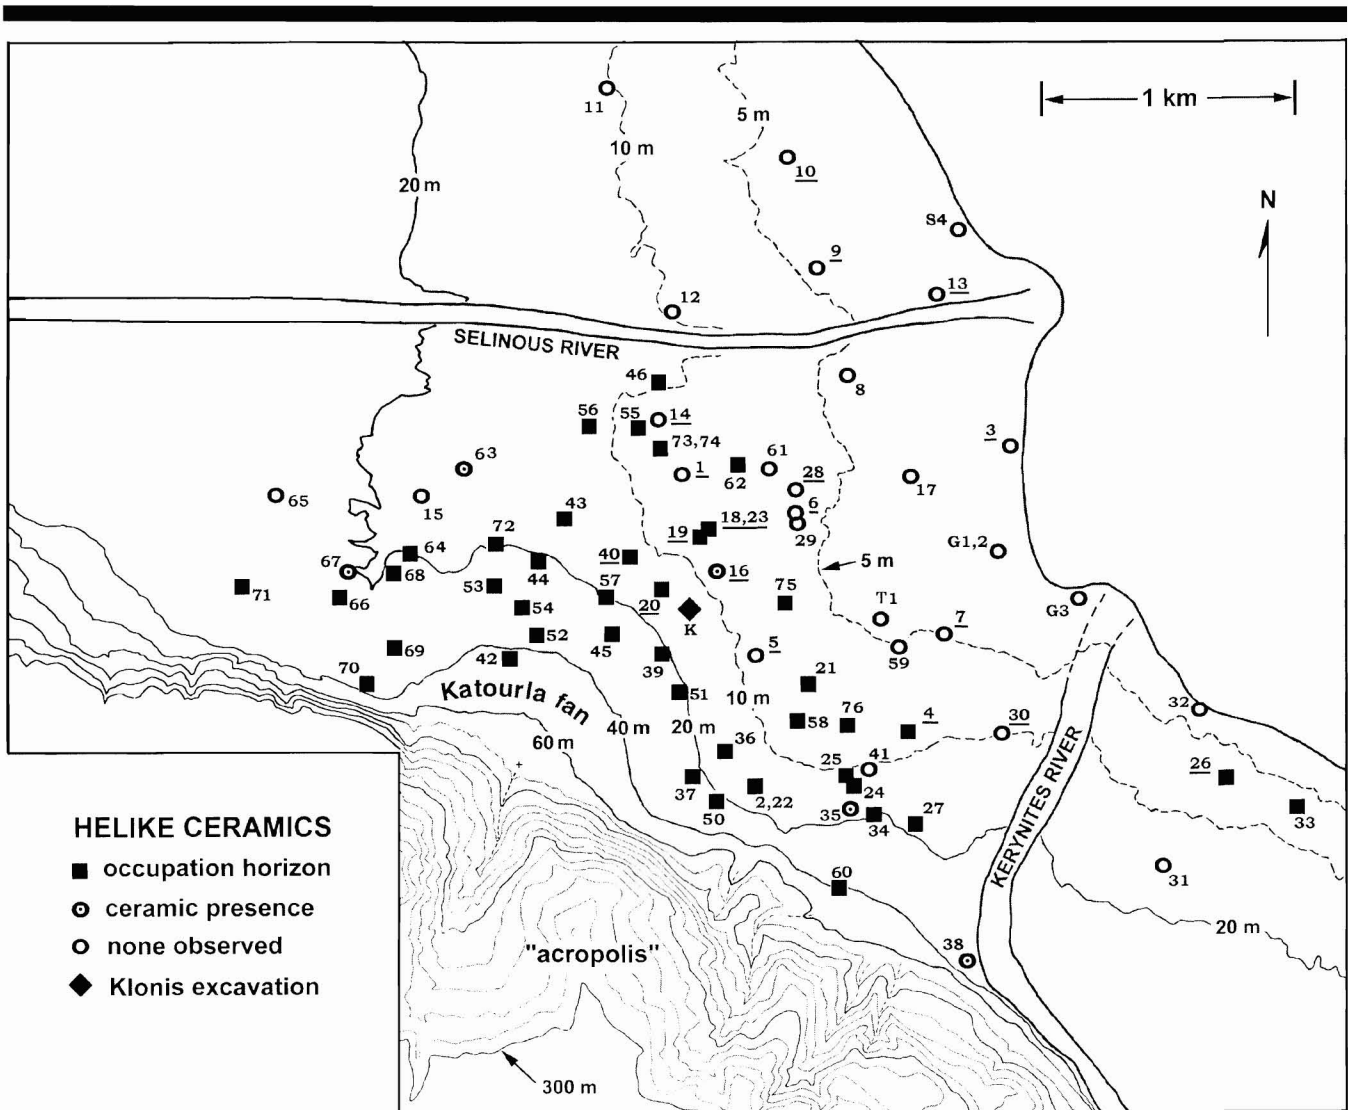 11
10 m
5 m
1 km
20 m
10
N
S4
9
13
12
SELINOUS RIVER
46
8
56
55
14
3
73,74
63
61
1
62
28
17
65
15
6
43
18,23
29
72
19
G1,2
64
40
67
16
5 m
68
44
57
75
71
53
T1
7
G3
66
20
54
K
59
52
5
69
45
42
39
21
70
Katourla fan
51
10 m
32
40 m
20 m
58
76
4
30
60 m
36
41
25
26
37
2,22
24
KERYNITES RIVER
50
35
34
27
33
HELIKE CERAMICS
occupation horizon
60
31
ceramic presence
20 m
none observed
"acropolis"
38
Klonis excavation
300 m